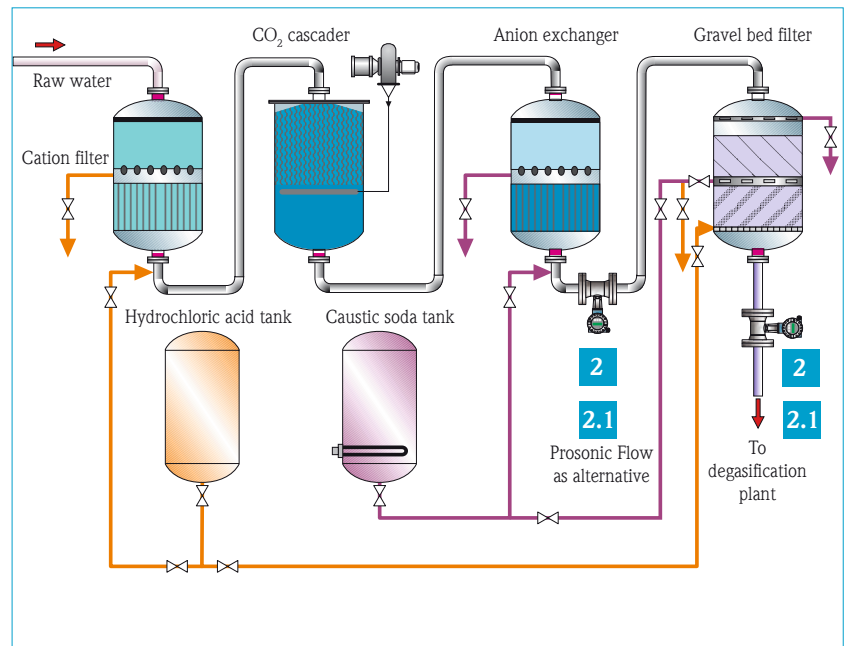 CO₂ cascader
Anion exchanger
Gravel bed filter
Raw water
Cation filter
Hydrochloric acid tank
Caustic soda tank
2
2
2.1
2.1
Prosonic Flow
as alternative
To
degasification
plant